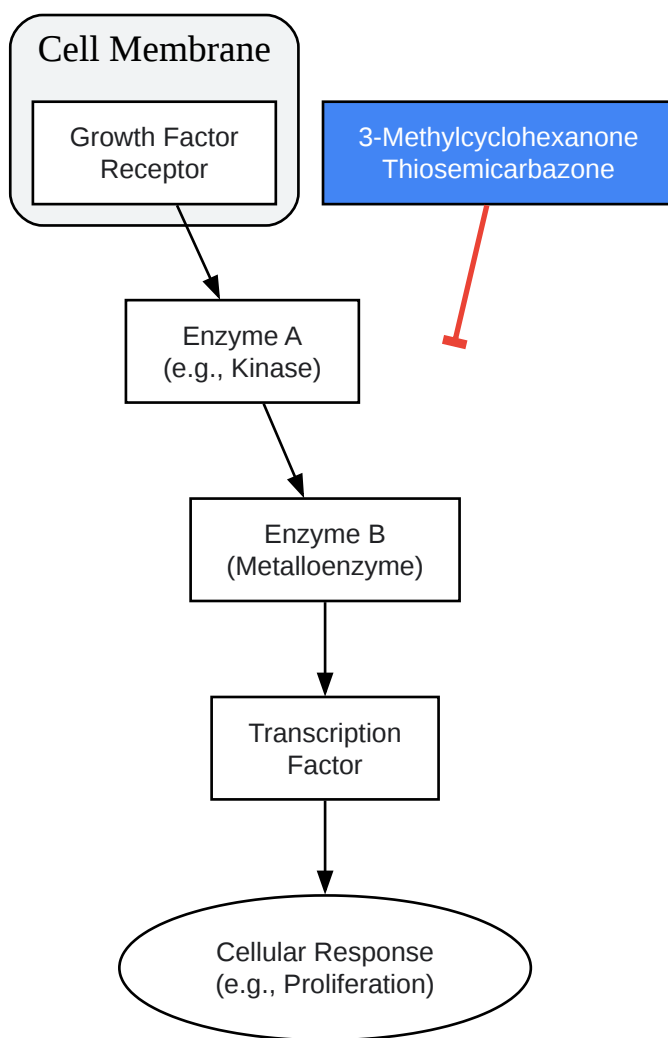 Cell Membrane
Growth Factor
Receptor
3-Methylcyclohexanone
Thiosemicarbazone
Enzyme A
(e.g., Kinase)
Enzyme B
(Metalloenzyme)
Transcription
Factor
Cellular Response
(e.g., Proliferation)